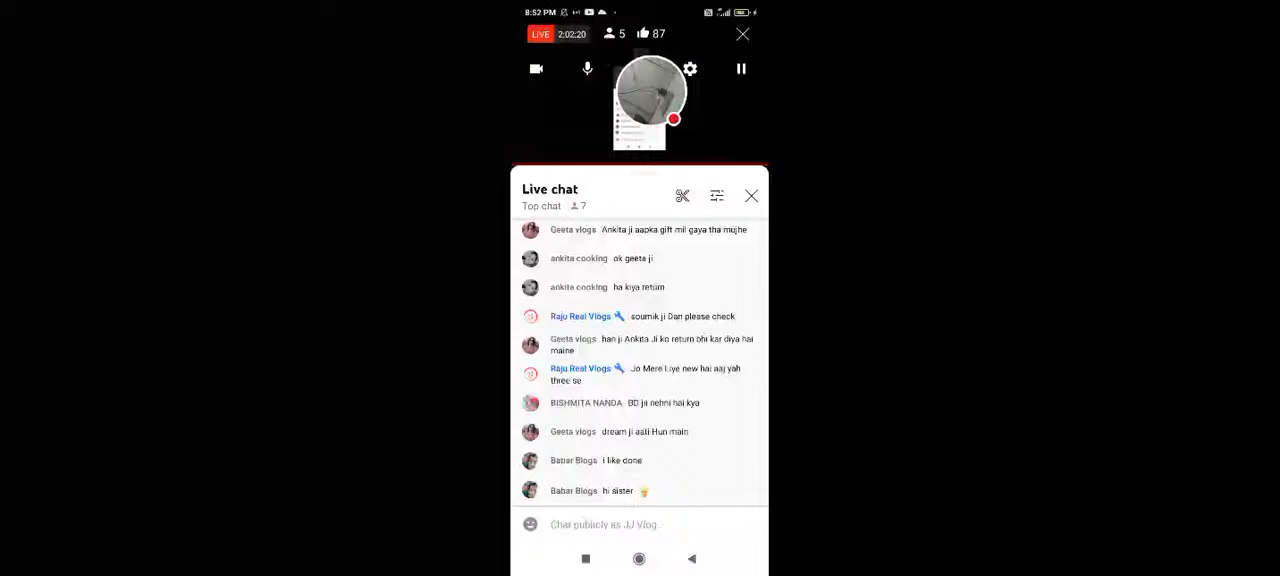 8:52 PM
LIVE 2:02:20 5 87
Live chat
Top chat 7
Geeta vlogs Ankita ji aapka gift mil gaya tha mujhe
ankita cooking ok geeta ji
ankita cooking ha kiya return
Raju Real Vlogs soumik ji Dan please check
Geeta vlogs han ji Ankita Ji ko return bhi kar diya hai
maine
Raju Real Vlogs Jo Mere Liye new hai aaj yah
three se
BISHMITA NANDA BD jii nehni hai kya
Geeta vlogs dream ji aati Hun main
Babar Blogs i like done
Babar Blogs hi sister
Chat publicly as JJ Vlog...